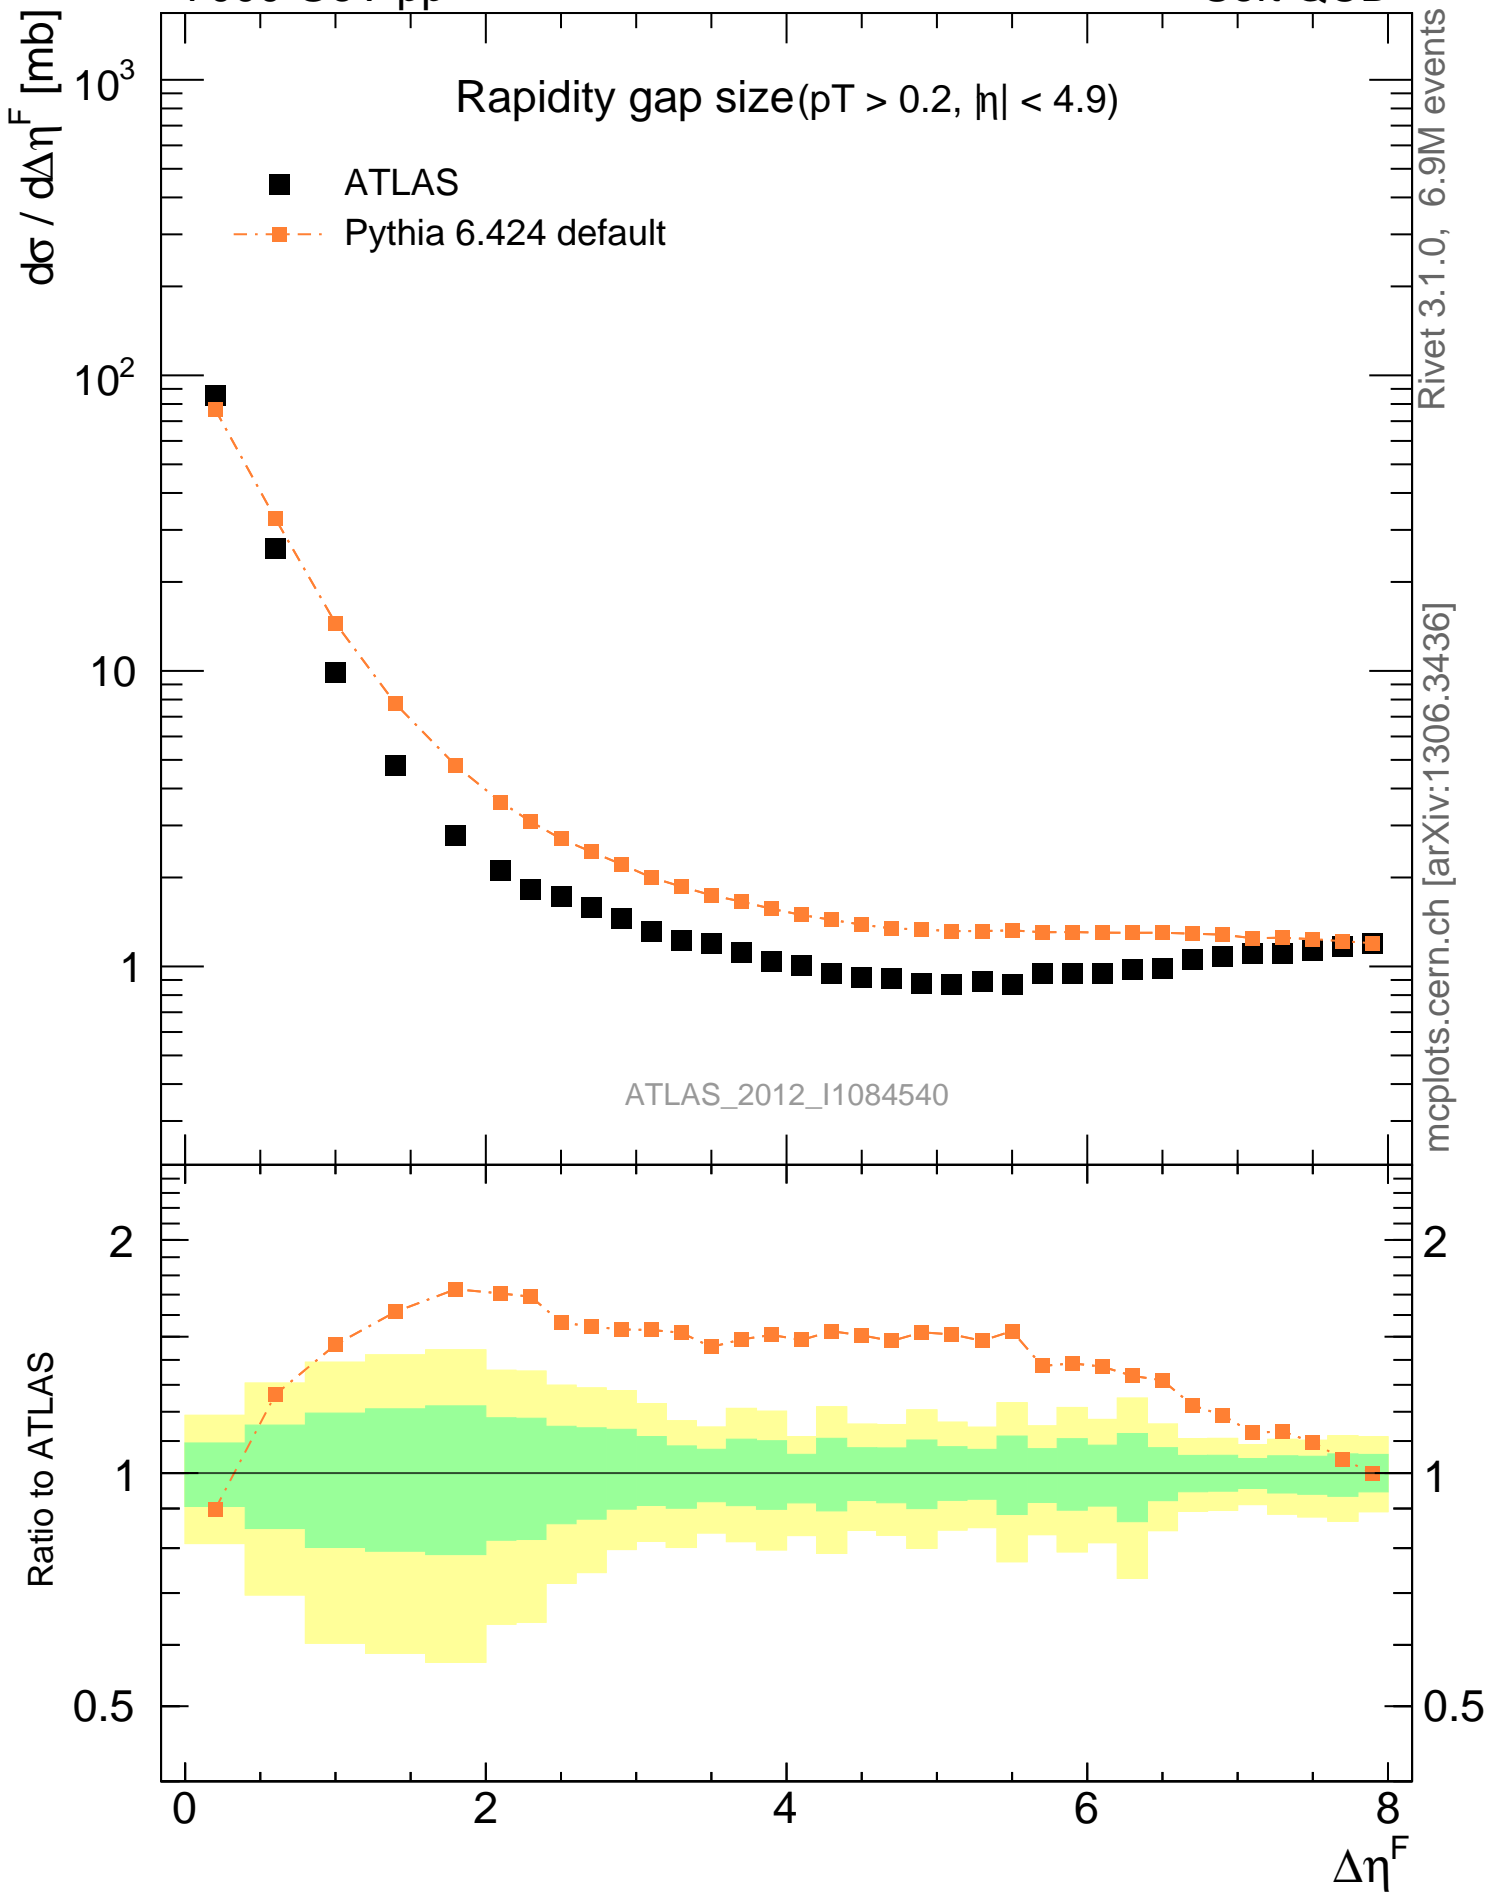 Rapidity gap size (pT > 0.2, |η| < 4.9)
ATLAS
Pythia 6.424 default
dσ / dΔη^F [mb]
10^3
10^2
10
1
ATLAS_2012_I1084540
Rivet 3.1.0, 6.9M events
mcplots.cern.ch [arXiv:1306.3436]
Ratio to ATLAS
2
1
0.5
2
1
0.5
0 2 4 6 8
Δη^F